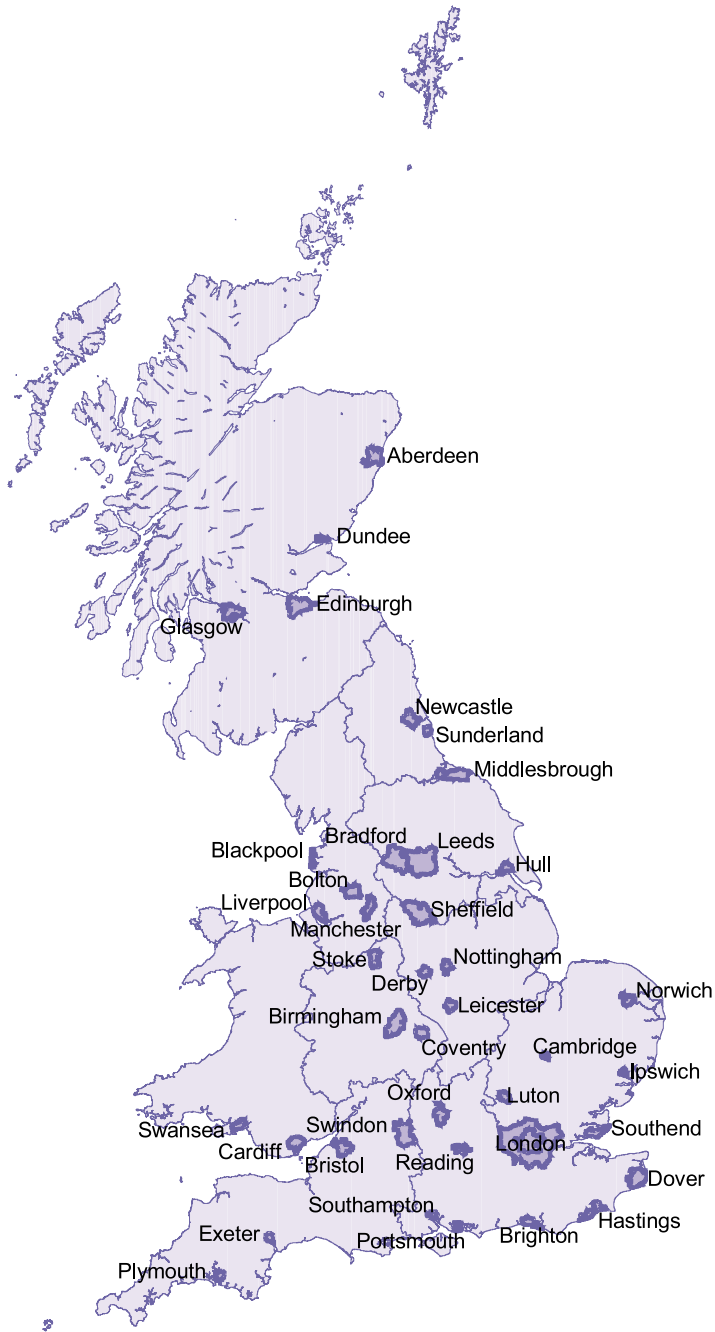 Aberdeen
Dundee
Edinburgh
Glasgow
Newcastle
Sunderland
Middlesbrough
Bradford
Leeds
Blackpool
Hull
Bolton
Liverpool
Sheffield
Manchester
Stoke
Nottingham
Derby
Norwich
Leicester
Birmingham
Coventry
Cambridge
Ipswich
Oxford
Luton
Swindon
Southend
Swansea
London
Cardiff
Bristol
Reading
Dover
Southampton
Hastings
Exeter
Portsmouth
Brighton
Plymouth